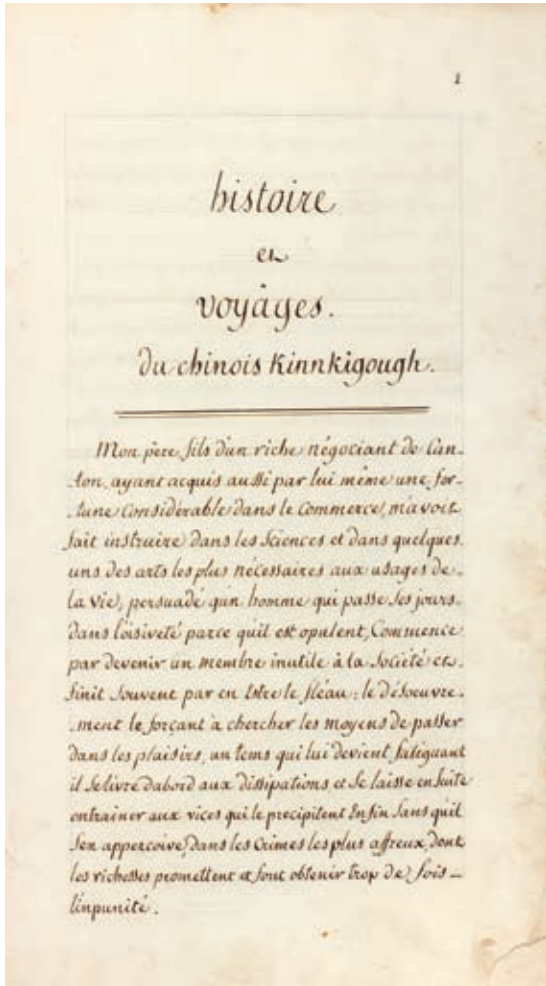 1
histoire
et
voyâges.
du chinois Kinnkigough.
Mon père fils d'un riche négociant de Can-
-ton, ayant acquis aussi par lui même une for-
-tune Considérable dans le Commerce, m'avoit
fait instruire dans les Sciences et dans quelques
uns des arts les plus nécessaires aux usages de
la vie, persuadé qu'un homme qui passe Ses jours
dans l'oisiveté parce qu'il est opulent, Commence
par devenir un membre inutile à la Société et
finit Souvent par en Estre le fléau; le désoeuvre-
-ment le forçant à chercher les moyens de passer
dans les plaisirs, un tems qui lui devient fatiguant
il Se livre dabord aux dissipations et Se laisse ensuite
entrainer aux vices qui le precipitent Enfin Sans qu'il
S'en apperçoive, dans les Crimes les plus affreux, dont
les richesses promettent et font obtenir trop de fois
l'inpunité.